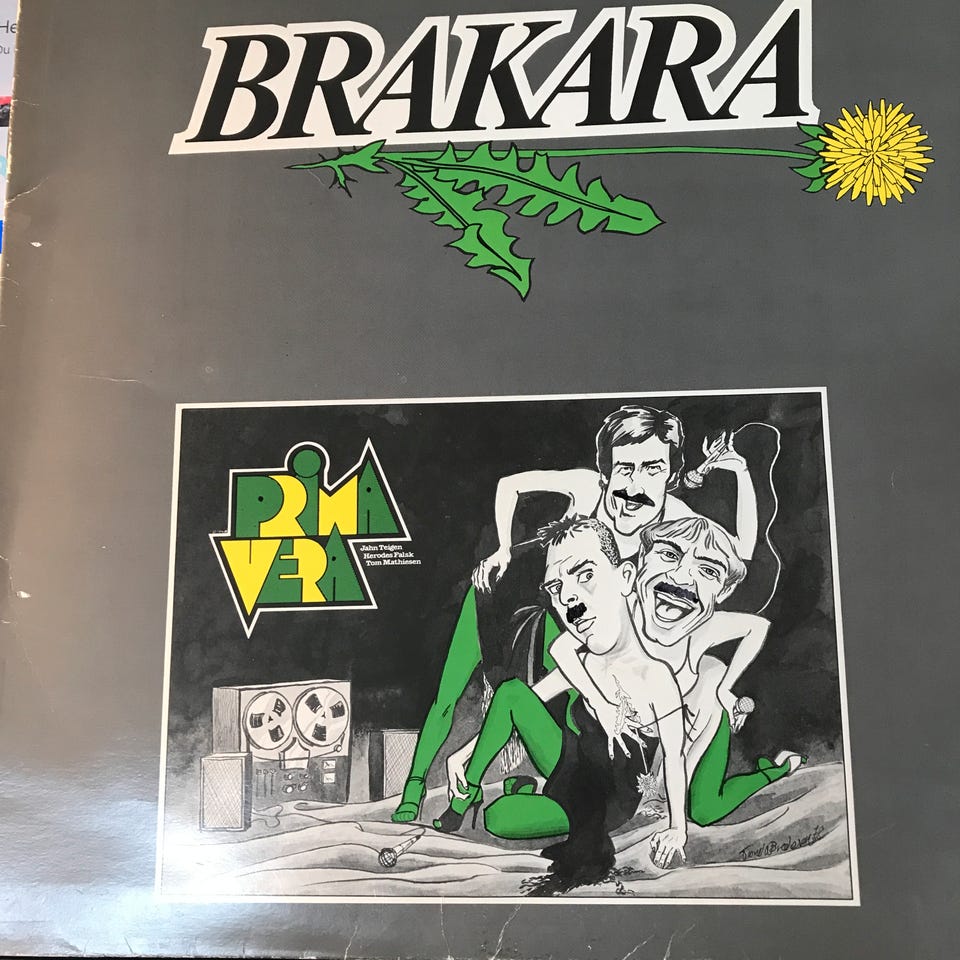 BRAKARA
PRIMA
VERA
Jahn Teigen
Herodes Falsk
Tom Mathiesen